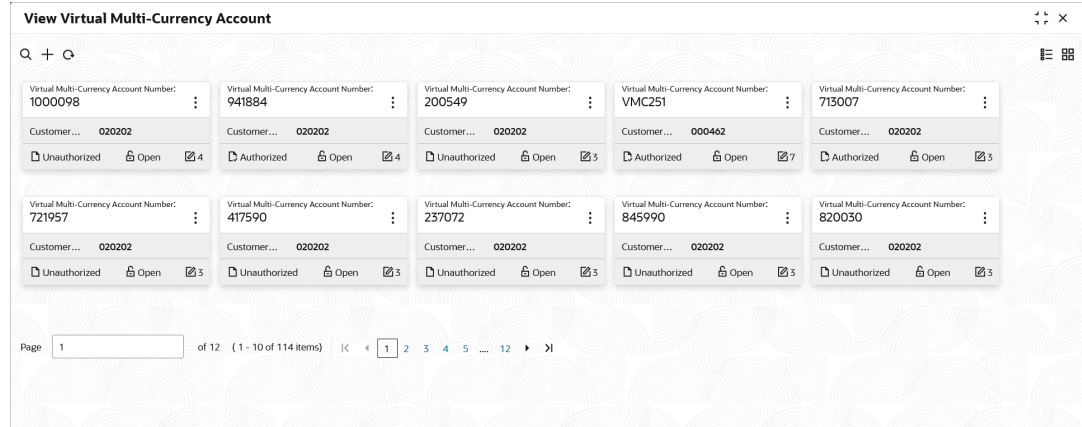 View Virtual Multi-Currency Account
Virtual Multi-Currency Account Number: Virtual Multi-Currency Account Number: Virtual Multi-Currency Account Number: Virtual Multi-Currency Account Number: Virtual Multi-Currency Account Number:
1000098 941884 200549 VMC251 713007
Customer... 020202 Customer... 020202 Customer... 020202 Customer... 000462 Customer... 020202
Unauthorized Open 4 Authorized Open 4 Unauthorized Open 3 Authorized Open 7 Authorized Open 3
Virtual Multi-Currency Account Number: Virtual Multi-Currency Account Number: Virtual Multi-Currency Account Number: Virtual Multi-Currency Account Number: Virtual Multi-Currency Account Number:
721957 417590 237072 845990 820030
Customer... 020202 Customer... 020202 Customer... 020202 Customer... 020202 Customer... 020202
Unauthorized Open 3 Unauthorized Open 3 Unauthorized Open 3 Unauthorized Open 3 Unauthorized Open 3
Page 1 of 12 (1 - 10 of 114 items) 1 2 3 4 5 .... 12